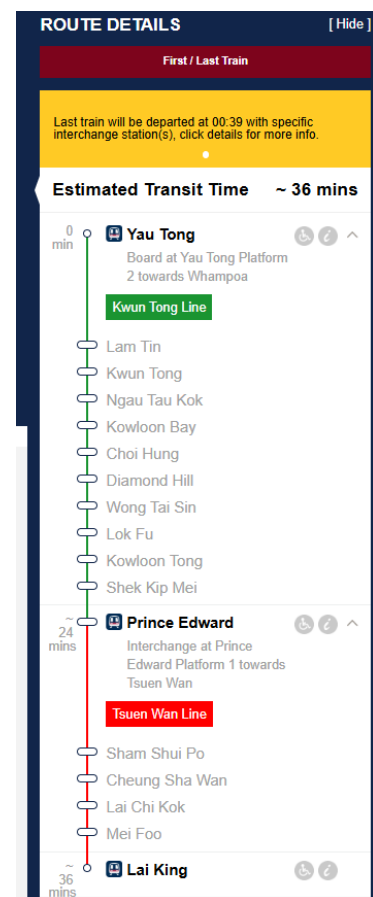 ROUTE DETAILS
[ Hide ]
First / Last Train
Last train will be departed at 00:39 with specific
interchange station(s), click details for more info.
Estimated Transit Time ~ 36 mins
0
min
Yau Tong
Board at Yau Tong Platform
2 towards Whampoa
Kwun Tong Line
Lam Tin
Kwun Tong
Ngau Tau Kok
Kowloon Bay
Choi Hung
Diamond Hill
Wong Tai Sin
Lok Fu
Kowloon Tong
Shek Kip Mei
~
24
mins
Prince Edward
Interchange at Prince
Edward Platform 1 towards
Tsuen Wan
Tsuen Wan Line
Sham Shui Po
Cheung Sha Wan
Lai Chi Kok
Mei Foo
~
36
mins
Lai King